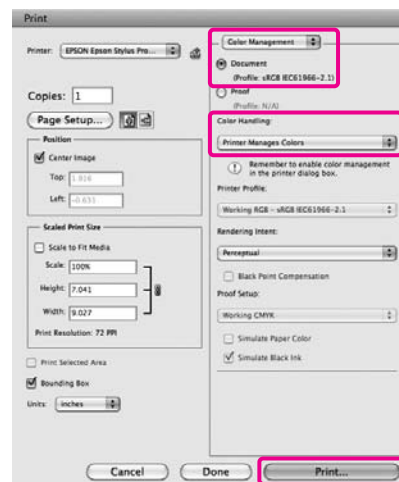 Print
Printer: EPSON Epson Stylus Pro...
Copies: 1
Page Setup...
Position
Center Image
Top: 1.816
Left: -0.633
Scaled Print Size
Scale to Fit Media
Scale: 100%
Height: 7.041
Width: 9.027
Print Resolution: 72 PPI
Print Selected Area
Bounding Box
Units: inches
Color Management
Document
(Profile: sRGB IEC61966-2.1)
Proof
(Profile: N/A)
Color Handling:
Printer Manages Colors
Remember to enable color management
in the printer dialog box.
Printer Profile:
Working RGB - sRGB IEC61966-2.1
Rendering Intent:
Perceptual
Black Point Compensation
Proof Setup:
Working CMYK
Simulate Paper Color
Simulate Black Ink
Cancel
Done
Print...